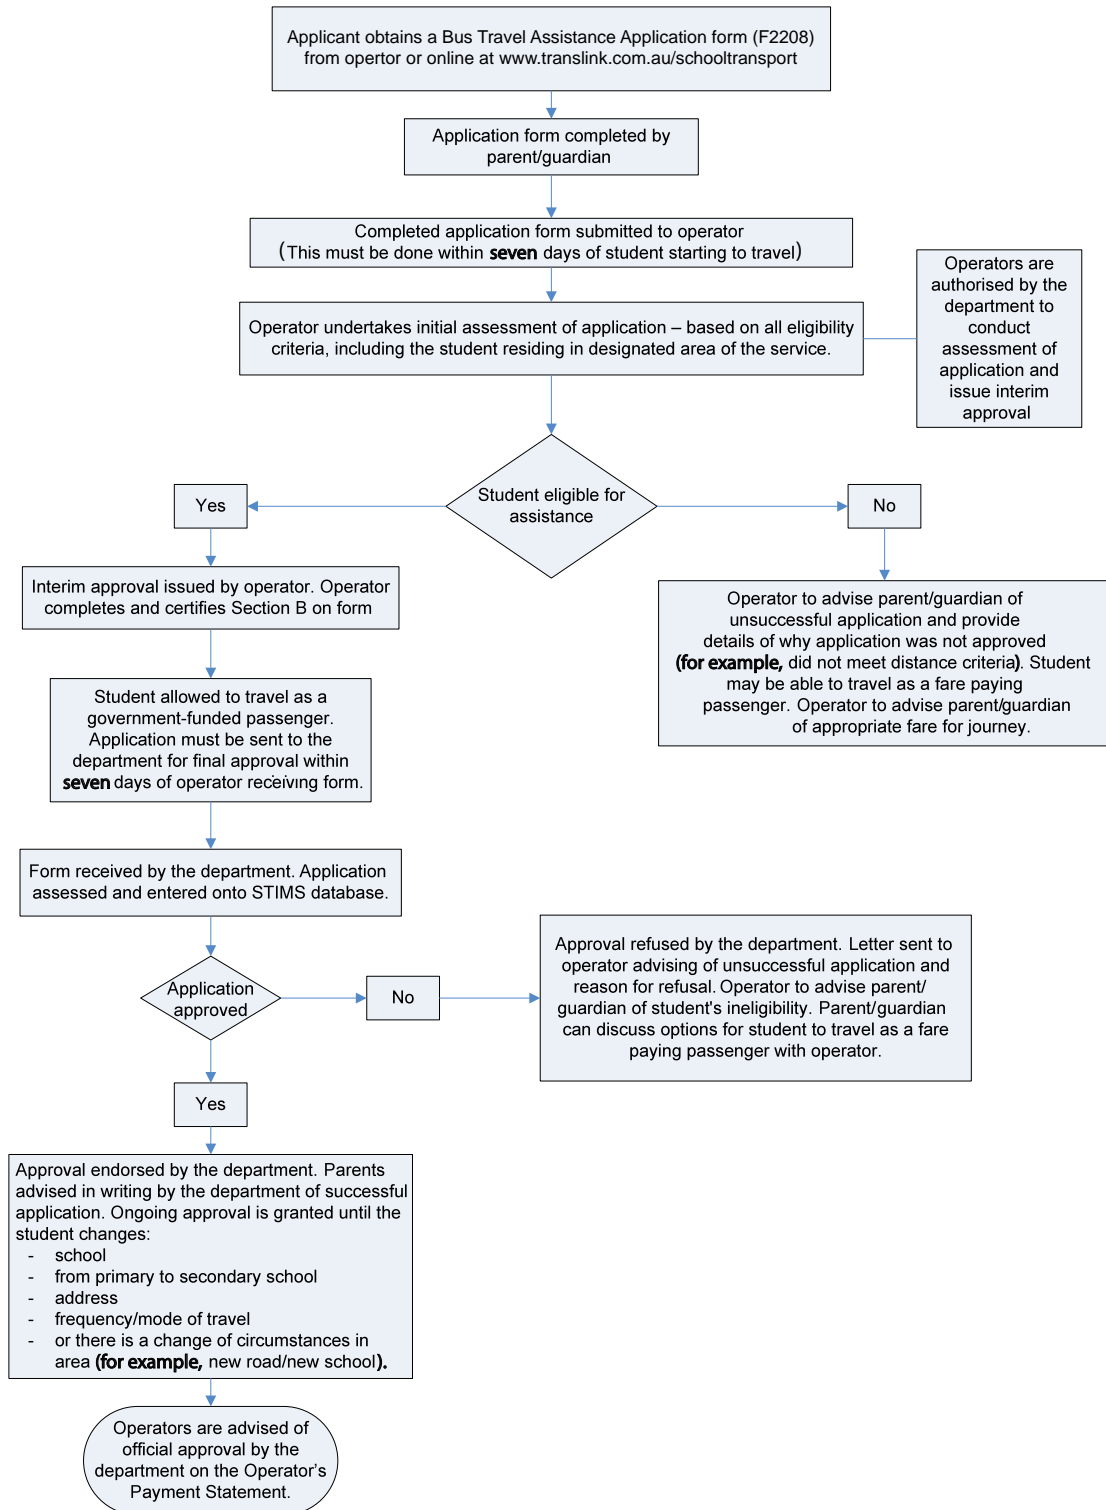 Applicant obtains a Bus Travel Assistance Application form (F2208)
from opertor or online at www.translink.com.au/schooltransport
Application form completed by
parent/guardian
Completed application form submitted to operator
(This must be done within seven days of student starting to travel)
Operator undertakes initial assessment of application – based on all eligibility
criteria, including the student residing in designated area of the service.
Operators are
authorised by the
department to
conduct
assessment of
application and
issue interim
approval
Student eligible for
assistance
Yes
No
Interim approval issued by operator. Operator
completes and certifies Section B on form
Operator to advise parent/guardian of
unsuccessful application and provide
details of why application was not approved
(for example, did not meet distance criteria). Student
may be able to travel as a fare paying
passenger. Operator to advise parent/guardian
of appropriate fare for journey.
Student allowed to travel as a
government-funded passenger.
Application must be sent to the
department for final approval within
seven days of operator receiving form.
Form received by the department. Application
assessed and entered onto STIMS database.
Application
approved
No
Approval refused by the department. Letter sent to
operator advising of unsuccessful application and
reason for refusal. Operator to advise parent/
guardian of student's ineligibility. Parent/guardian
can discuss options for student to travel as a fare
paying passenger with operator.
Yes
Approval endorsed by the department. Parents
advised in writing by the department of successful
application. Ongoing approval is granted until the
student changes:
- school
- from primary to secondary school
- address
- frequency/mode of travel
- or there is a change of circumstances in
area (for example, new road/new school).
Operators are advised of
official approval by the
department on the Operator's
Payment Statement.